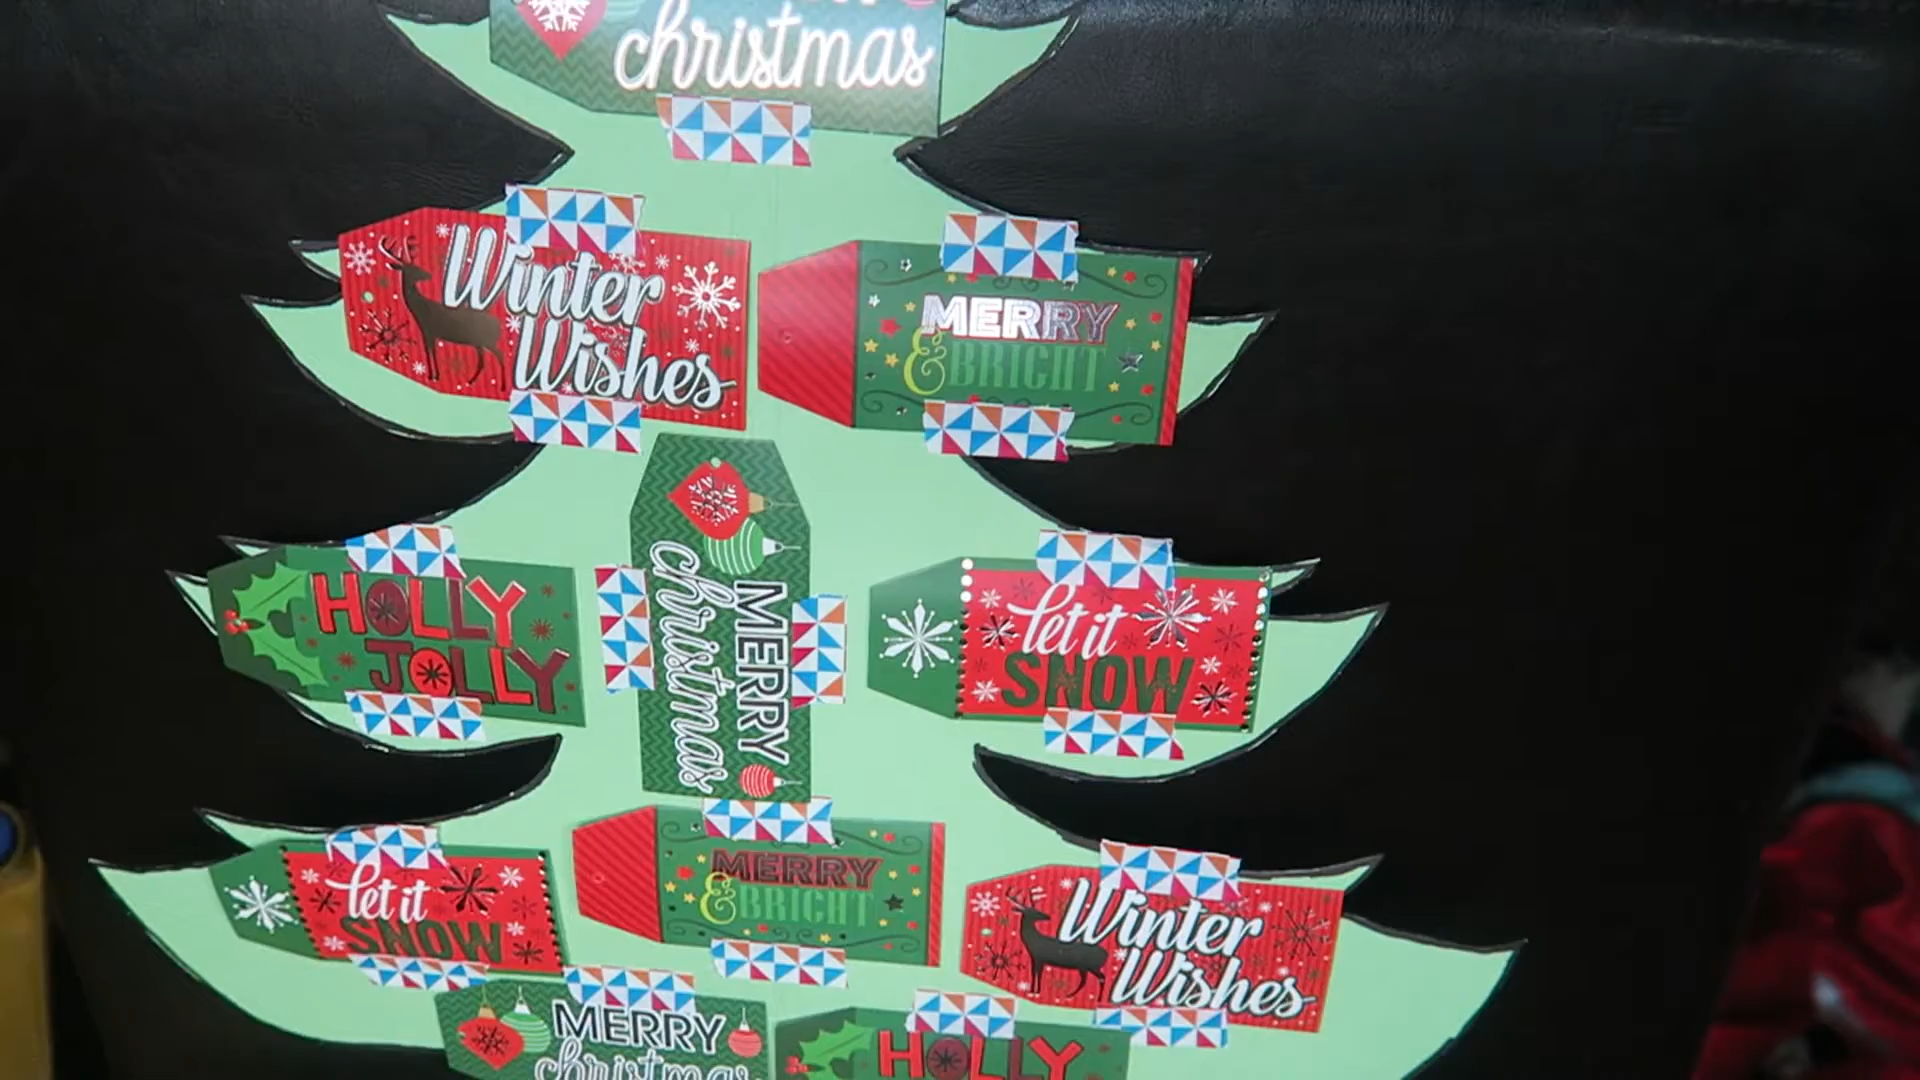 christmas
Winter
Wishes
MERRY
& BRIGHT
HOLLY
JOLLY
MERRY
christmas
let it
SNOW
let it
SNOW
MERRY
& BRIGHT
Winter
Wishes
MERRY
christmas
HOLLY